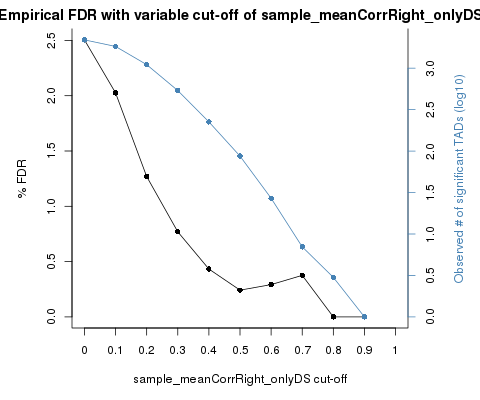 Empirical FDR with variable cut-off of sample_meanCorrRight_onlyDS
2.5
2.0
1.5
1.0
0.5
0.0
% FDR
3.0
2.5
2.0
1.5
1.0
0.5
0.0
Observed # of significant TADs (log10)
0 0.1 0.2 0.3 0.4 0.5 0.6 0.7 0.8 0.9 1
sample_meanCorrRight_onlyDS cut-off